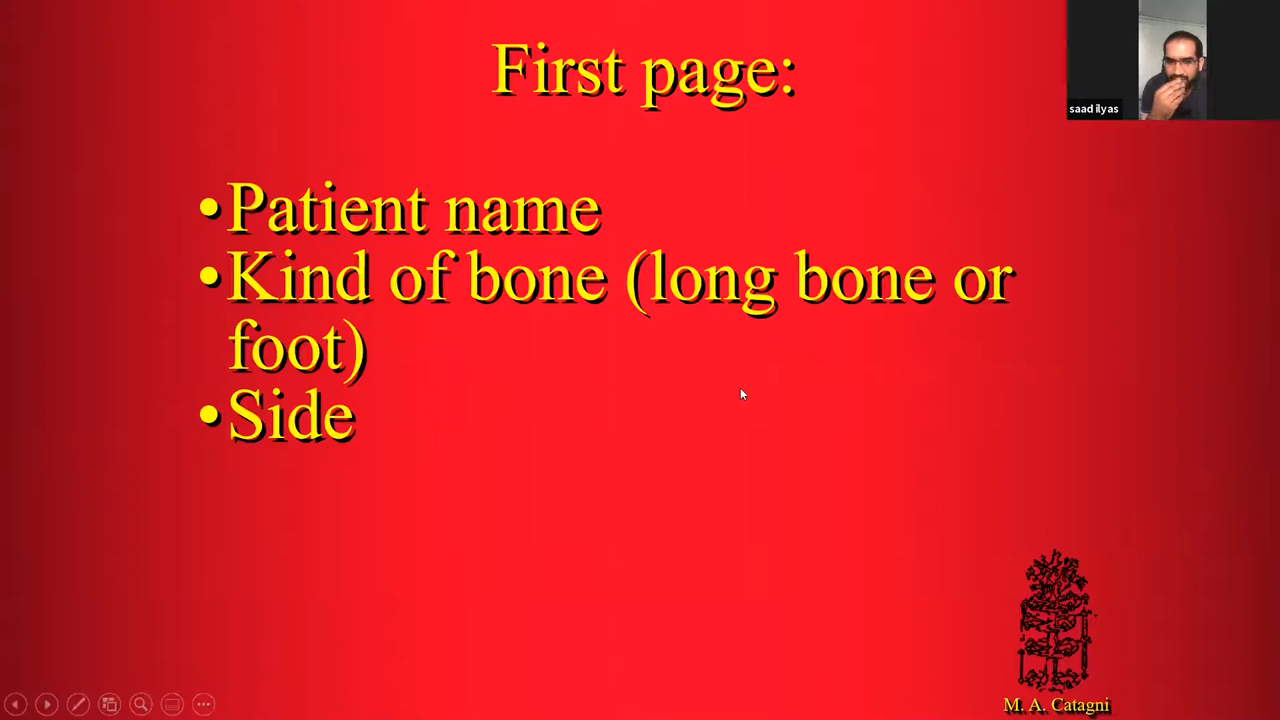 First page:
saad ilyas
•Patient name
•Kind of bone (long bone or
foot)
•Side
M. A. Catagni